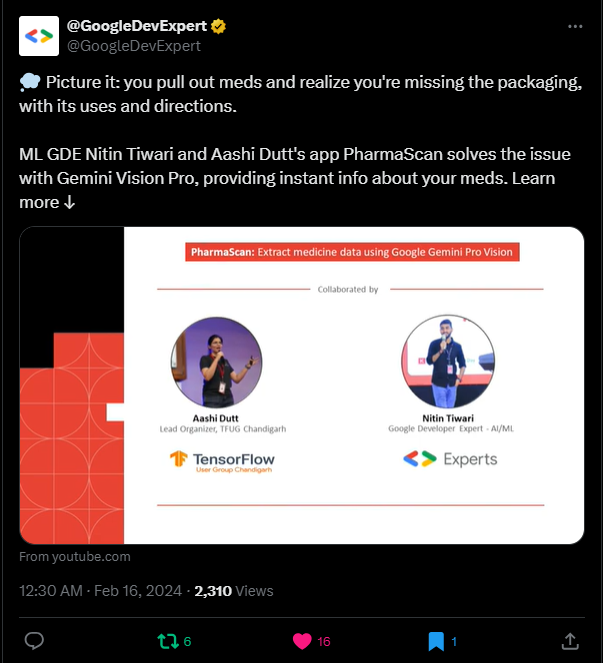 @GoogleDevExpert
@GoogleDevExpert
Picture it: you pull out meds and realize you're missing the packaging,
with its uses and directions.
ML GDE Nitin Tiwari and Aashi Dutt's app PharmaScan solves the issue
with Gemini Vision Pro, providing instant info about your meds. Learn
more ↓
PharmaScan: Extract medicine data using Google Gemini Pro Vision
Collaborated by
Aashi Dutt
Lead Organizer, TFUG Chandigarh
TensorFlow
User Group Chandigarh
Nitin Tiwari
Google Developer Expert - AI/ML
Experts
From youtube.com
12:30 AM · Feb 16, 2024 · 2,310 Views
6 16 1